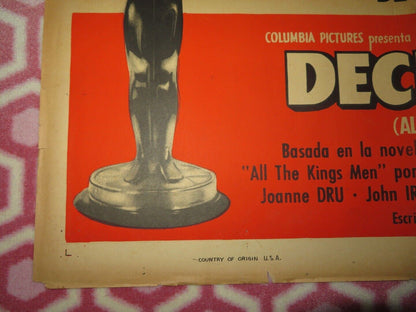 COLUMBIA PICTURES presenta
DEC
(AL
Basada en la novel
"All The Kings Men" por
Joanne DRU · John IR
Escri
L
COUNTRY OF ORIGIN U.S.A.